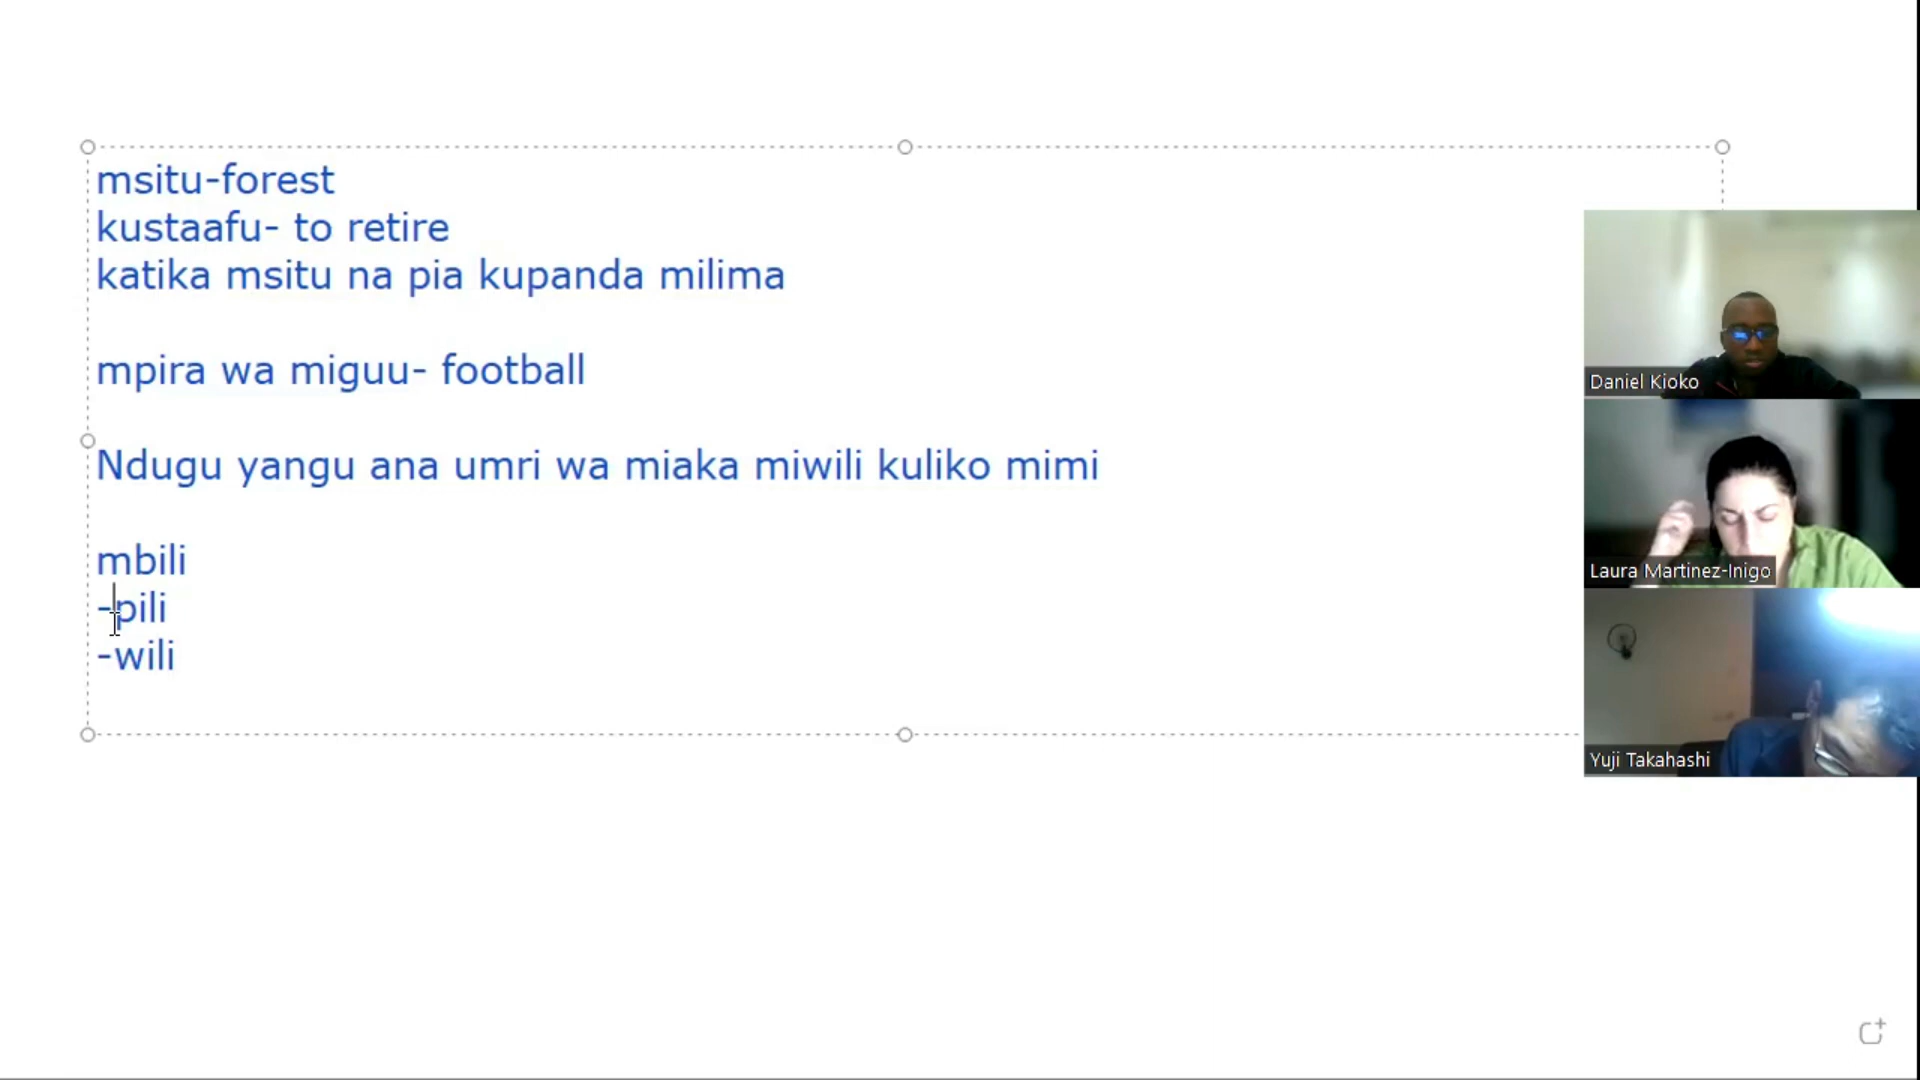 msitu-forest
kustaafu- to retire
katika msitu na pia kupanda milima
mpira wa miguu- football
Ndugu yangu ana umri wa miaka miwili kuliko mimi
mbili
-pili
-wili
Daniel Kioko
Laura Martinez-Inigo
Yuji Takahashi